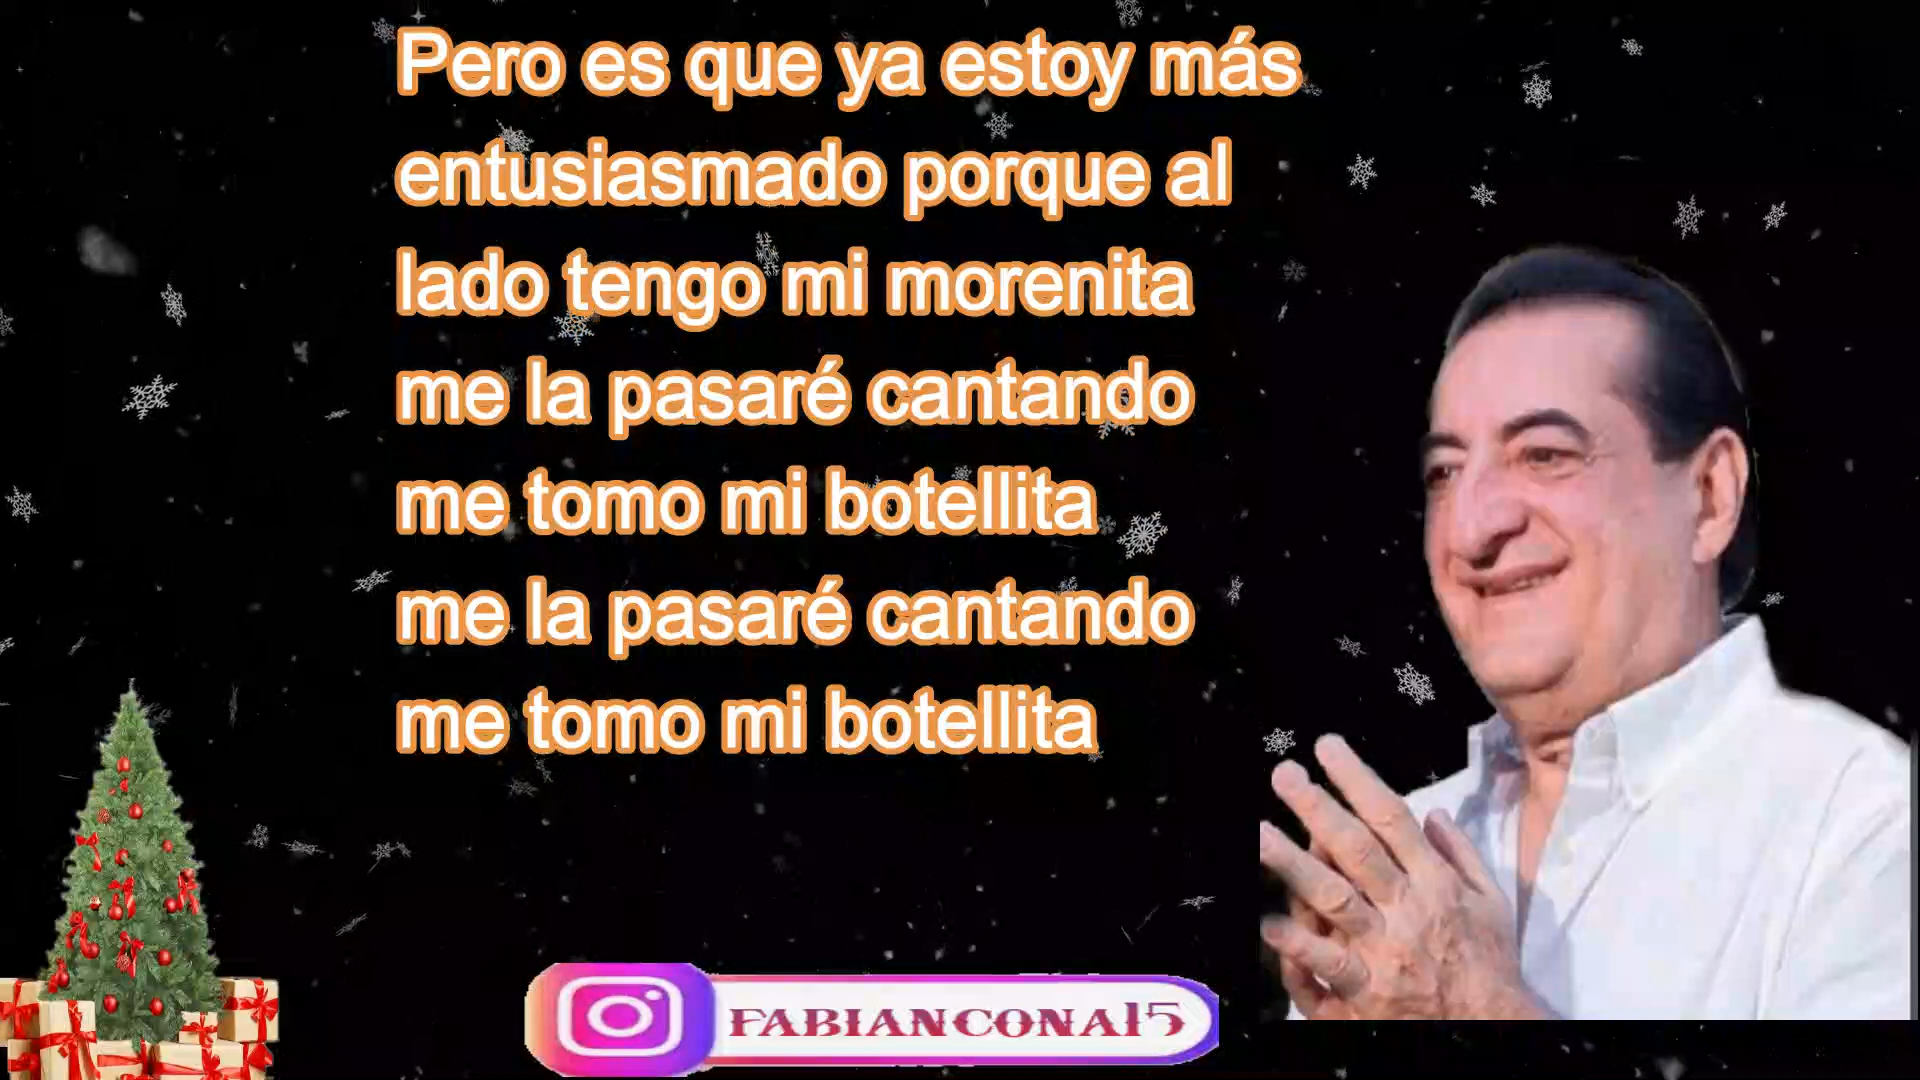 Pero es que ya estoy más
entusiasmado porque al
lado tengo mi morenita
me la pasaré cantando
me tomo mi botellita
me la pasaré cantando
me tomo mi botellita
FABIANCONA15